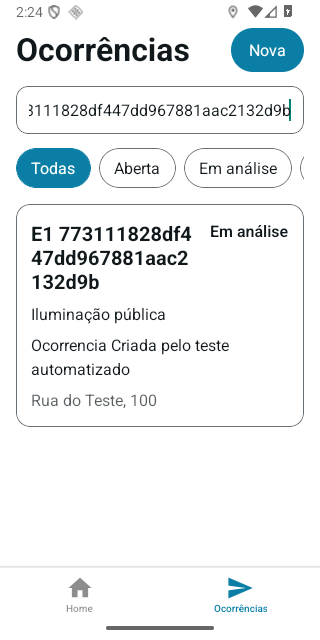 2:24
Ocorrências
Nova
3111828df447dd967881aac2132d9b
Todas
Aberta
Em análise
E1 773111828df4
47dd967881aac2
132d9b
Em análise
Iluminação pública
Ocorrencia Criada pelo teste
automatizado
Rua do Teste, 100
Home
Ocorrências